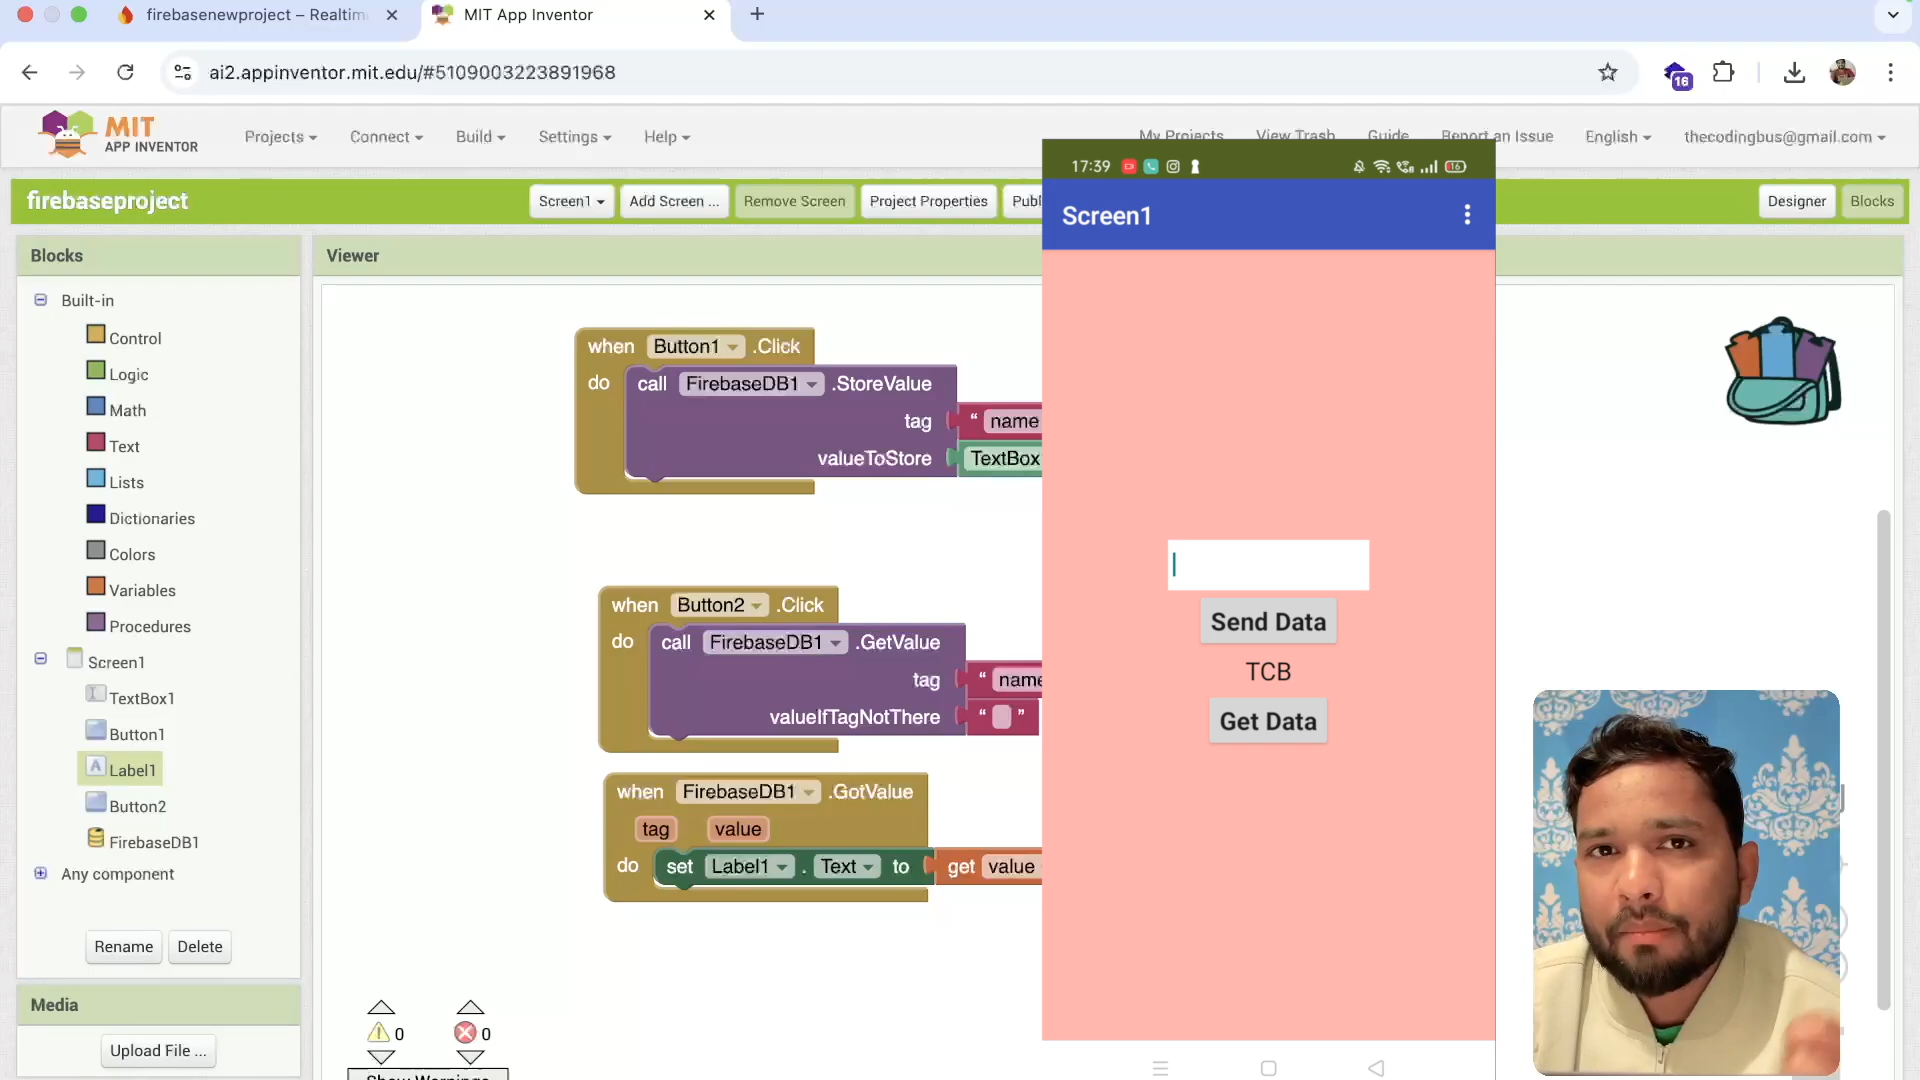 firebasenewproject – Realtim
MIT App Inventor
ai2.appinventor.mit.edu/#5109003223891968
16
MIT
APP INVENTOR
Projects
Connect
Build
Settings
Help
My Projects
View Trash
Guide
Report an Issue
English
thecodingbus@gmail.com
firebaseproject
Screen1
Add Screen ...
Remove Screen
Project Properties
Publ
Designer
Blocks
Blocks
Built-in
Control
Logic
Math
Text
Lists
Dictionaries
Colors
Variables
Procedures
Screen1
TextBox1
Button1
Label1
Button2
FirebaseDB1
Any component
Rename
Delete
Media
Upload File ...
Viewer
when Button1 .Click
do call FirebaseDB1 .StoreValue
tag " name
valueToStore TextBox
when Button2 .Click
do call FirebaseDB1 .GetValue
tag " name
valueIfTagNotThere " "
when FirebaseDB1 .GotValue
tag value
do set Label1 . Text to get value
0 0
Show Warnings
17:39
16
Screen1
Send Data
TCB
Get Data